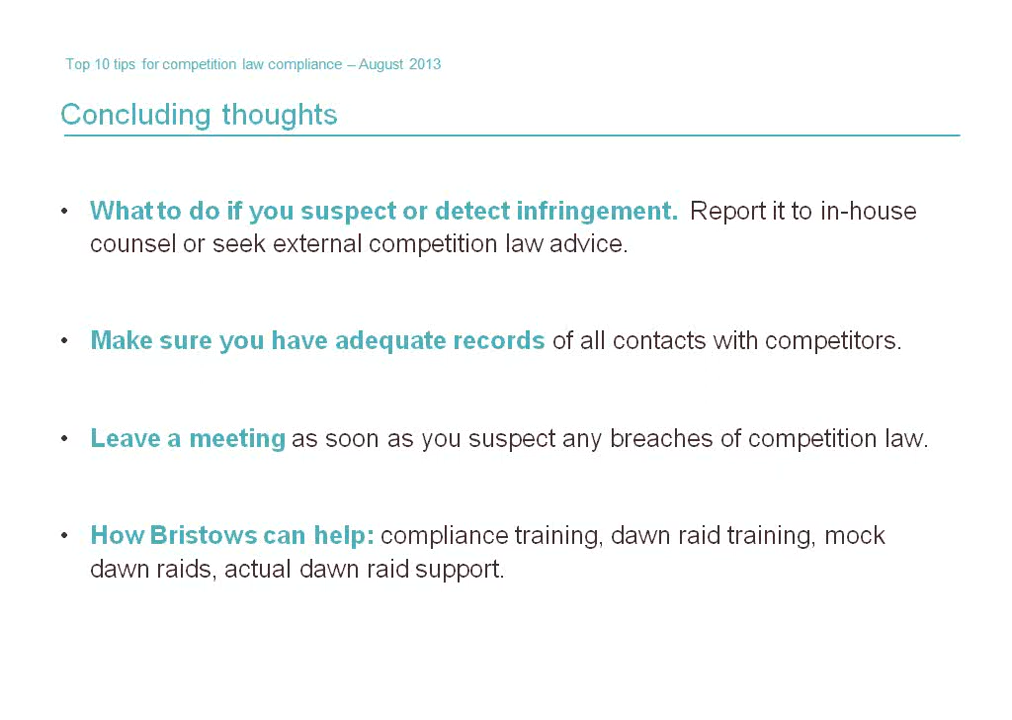 Top 10 tips for competition law compliance – August 2013
Concluding thoughts
• What to do if you suspect or detect infringement. Report it to in-house
counsel or seek external competition law advice.
• Make sure you have adequate records of all contacts with competitors.
• Leave a meeting as soon as you suspect any breaches of competition law.
• How Bristows can help: compliance training, dawn raid training, mock
dawn raids, actual dawn raid support.